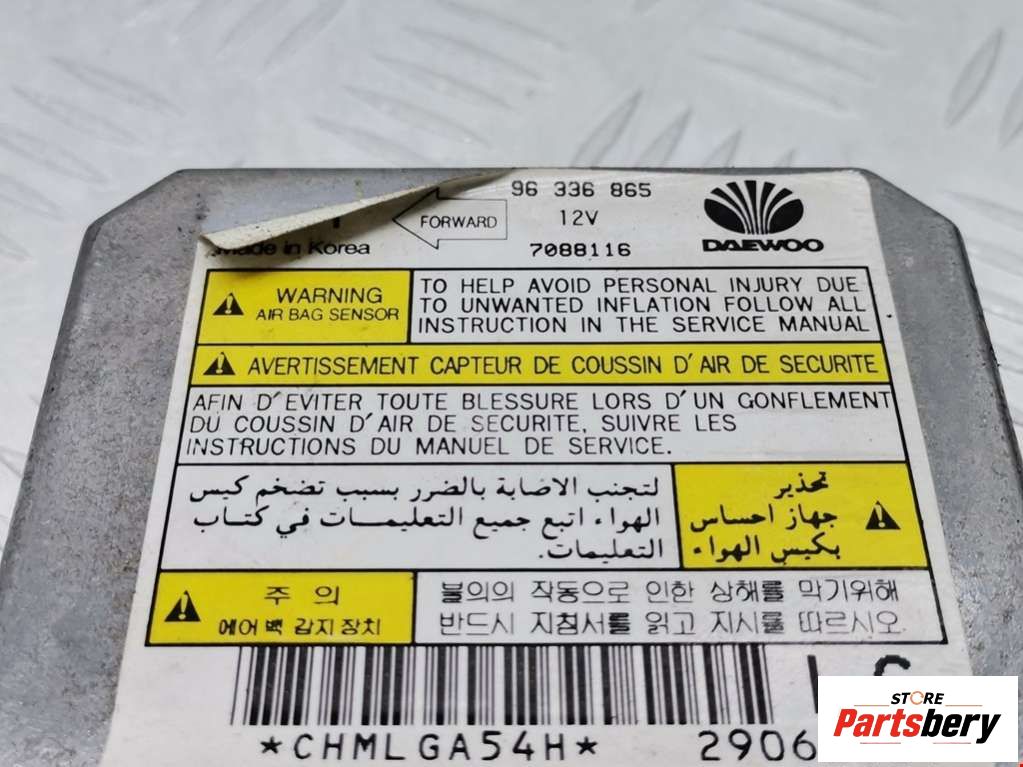 96 336 865
FORWARD
12V
DAEWOO
Made in Korea
7088116
WARNING
AIR BAG SENSOR
TO HELP AVOID PERSONAL INJURY DUE
TO UNWANTED INFLATION FOLLOW ALL
INSTRUCTION IN THE SERVICE MANUAL
AVERTISSEMENT CAPTEUR DE COUSSIN D'AIR DE SECURITE
AFIN D'EVITER TOUTE BLESSURE LORS D'UN GONFLEMENT
DU COUSSIN D'AIR DE SECURITE, SUIVRE LES
INSTRUCTIONS DU MANUEL DE SERVICE.
تحذير
جهاز احساس
بكيس الهواء
لتجنب الاصابة بالضرر بسبب تضخم كيس
الهواء اتبع جميع التعليمات في كتاب
التعليمات.
주 의
에어 백 감지 장치
불의의 작동으로 인한 상해를 막기위해
반드시 지침서를 읽고 지시를 따르시오.
*CHMLGA54H*
2906
STORE
Partsbery